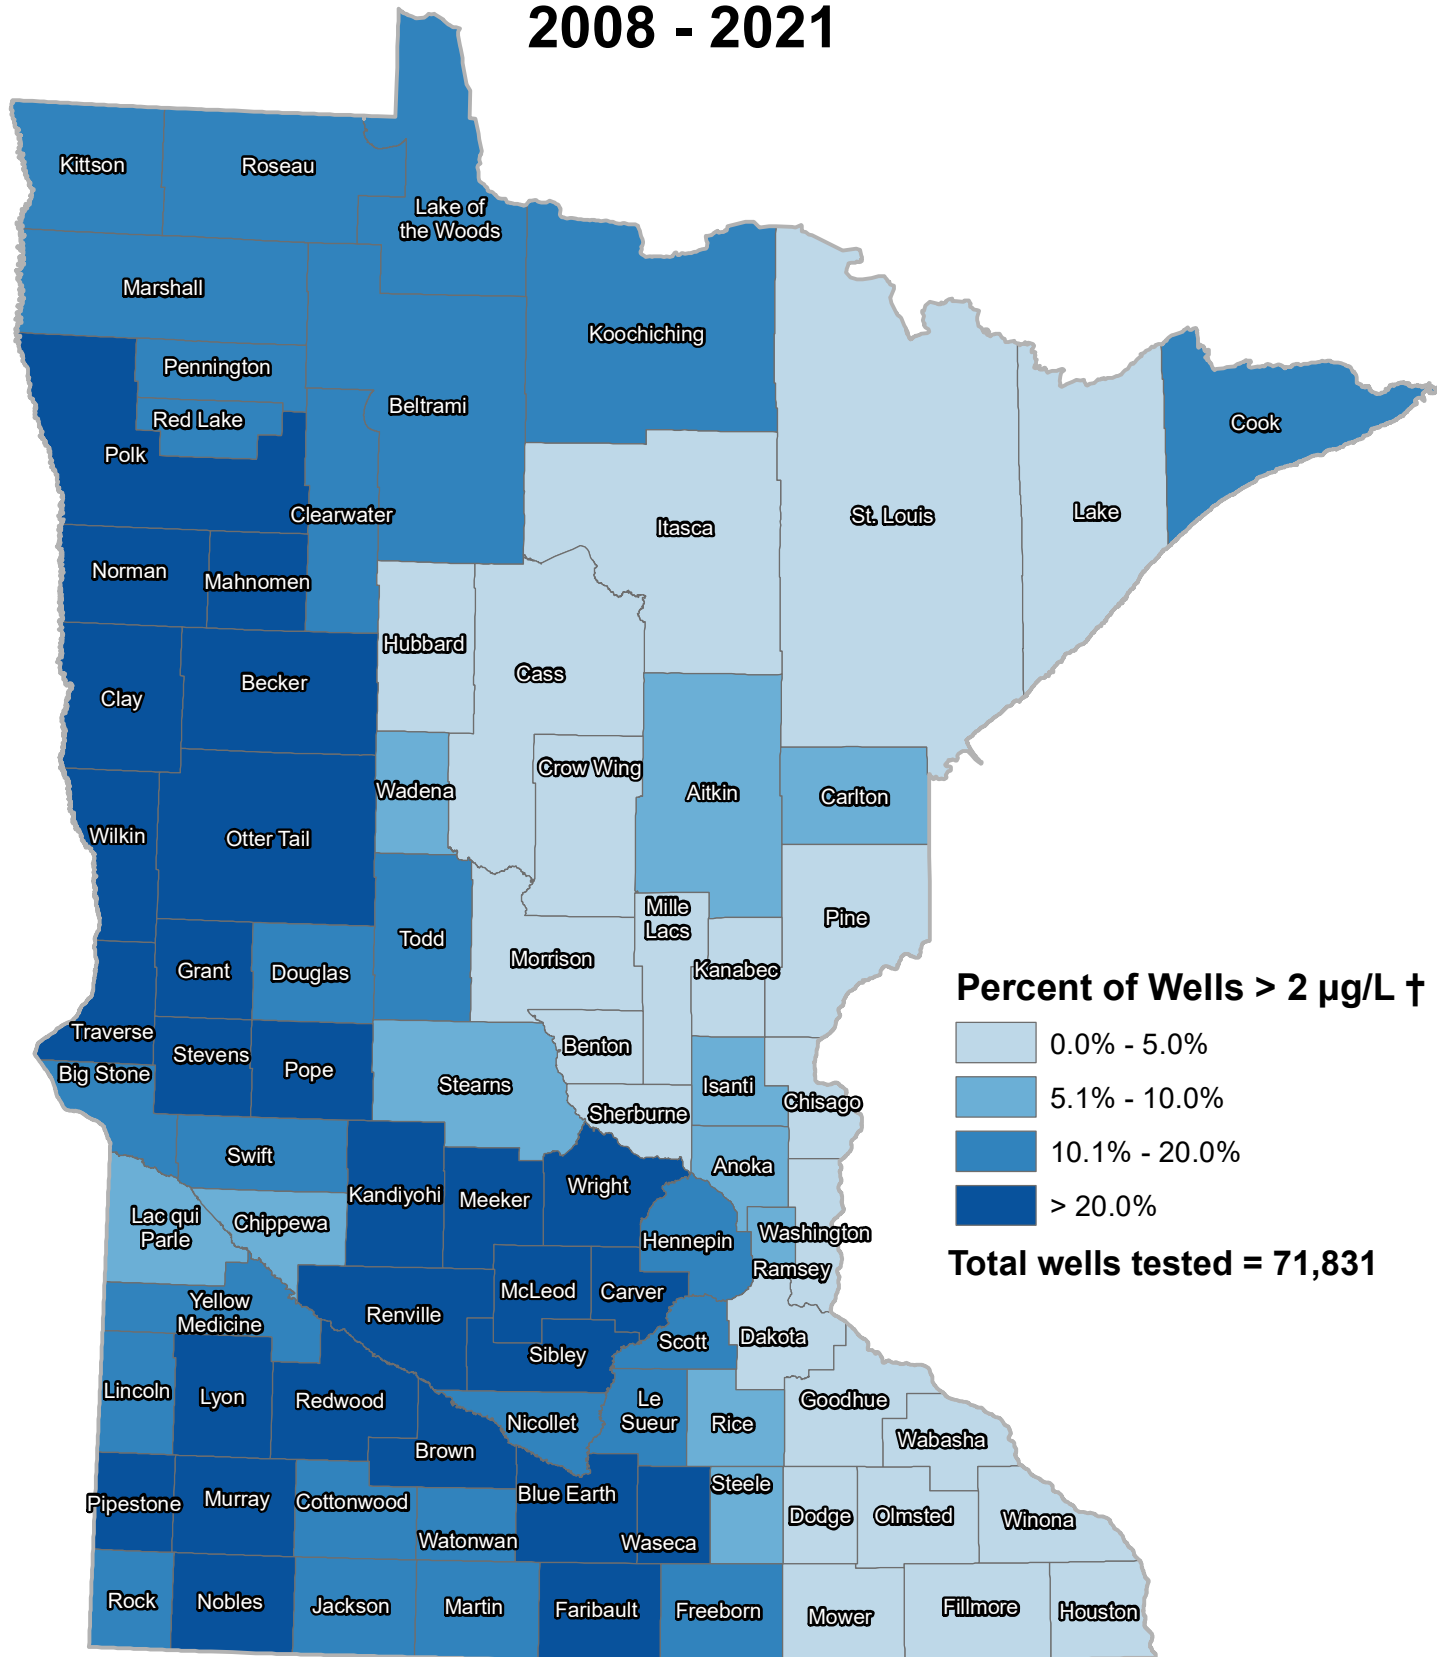 2008 - 2021
Kittson
Roseau
Lake of
the Woods
Marshall
Koochiching
Pennington
Beltrami
Red Lake
Cook
Polk
Clearwater
Itasca
St. Louis
Lake
Norman
Mahnomen
Hubbard
Cass
Becker
Clay
Crow Wing
Wadena
Aitkin
Carlton
Wilkin
Otter Tail
Mille
Lacs
Pine
Todd
Morrison
Kanabec
Grant
Douglas
Traverse
Benton
Stevens
Pope
Big Stone
Stearns
Isanti
Chisago
Sherburne
Swift
Anoka
Kandiyohi
Meeker
Wright
Lac qui
Parle
Chippewa
Hennepin
Washington
Ramsey
McLeod
Carver
Yellow
Medicine
Renville
Scott
Dakota
Sibley
Lincoln
Lyon
Redwood
Nicollet
Le
Sueur
Rice
Goodhue
Wabasha
Brown
Pipestone
Murray
Cottonwood
Blue Earth
Steele
Watonwan
Waseca
Dodge
Olmsted
Winona
Rock
Nobles
Jackson
Martin
Faribault
Freeborn
Mower
Fillmore
Houston
Percent of Wells > 2 µg/L †
0.0% - 5.0%
5.1% - 10.0%
10.1% - 20.0%
> 20.0%
Total wells tested = 71,831